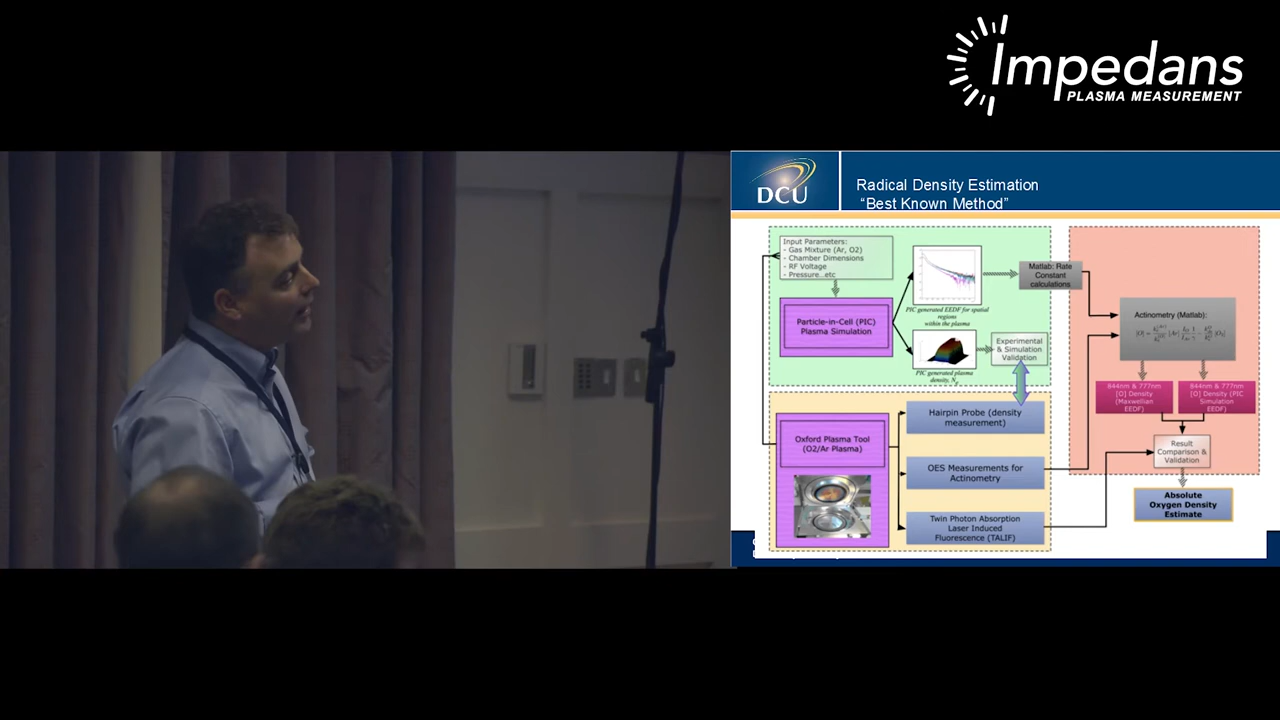 Impedans
PLASMA MEASUREMENT
DCU
Radical Density Estimation
“Best Known Method”
Input Parameters:
- Gas Mixture (Ar, O2)
- Chamber Dimensions
- RF Voltage
- Pressure...etc
Particle-in-Cell (PIC)
Plasma Simulation
PIC generated EEDF for spatial
regions
within the plasma
PIC generated plasma
density, N
Matlab: Rate
Constant
calculations
Experimental
& Simulation
Validation
Actinometry (Matlab):
844nm & 777nm
[O] Density
(Maxwellian
EEDF)
844nm & 777nm
[O] Density (PIC
Simulation
EEDF)
Result
Comparison &
Validation
Absolute
Oxygen Density
Estimate
Oxford Plasma Tool
(O2/Ar Plasma)
Hairpin Probe (density
measurement)
OES Measurements for
Actinometry
Twin Photon Absorption
Laser Induced
Fluorescence (TALIF)